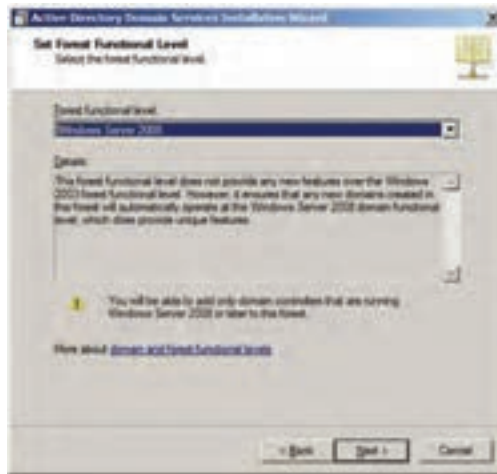 Active Directory Domain Services Installation Wizard
Set Forest Functional Level
Select the forest functional level.
Forest functional level:
Windows Server 2008
Details:
This forest functional level does not provide any new features over the Windows
2003 forest functional level. However, it ensures that any new domains created in
this forest will automatically operate at the Windows Server 2008 domain functional
level, which does provide unique features.
You will be able to add only domain controllers that are running
Windows Server 2008 or later to this forest.
More about domain and forest functional levels
< Back
Next >
Cancel